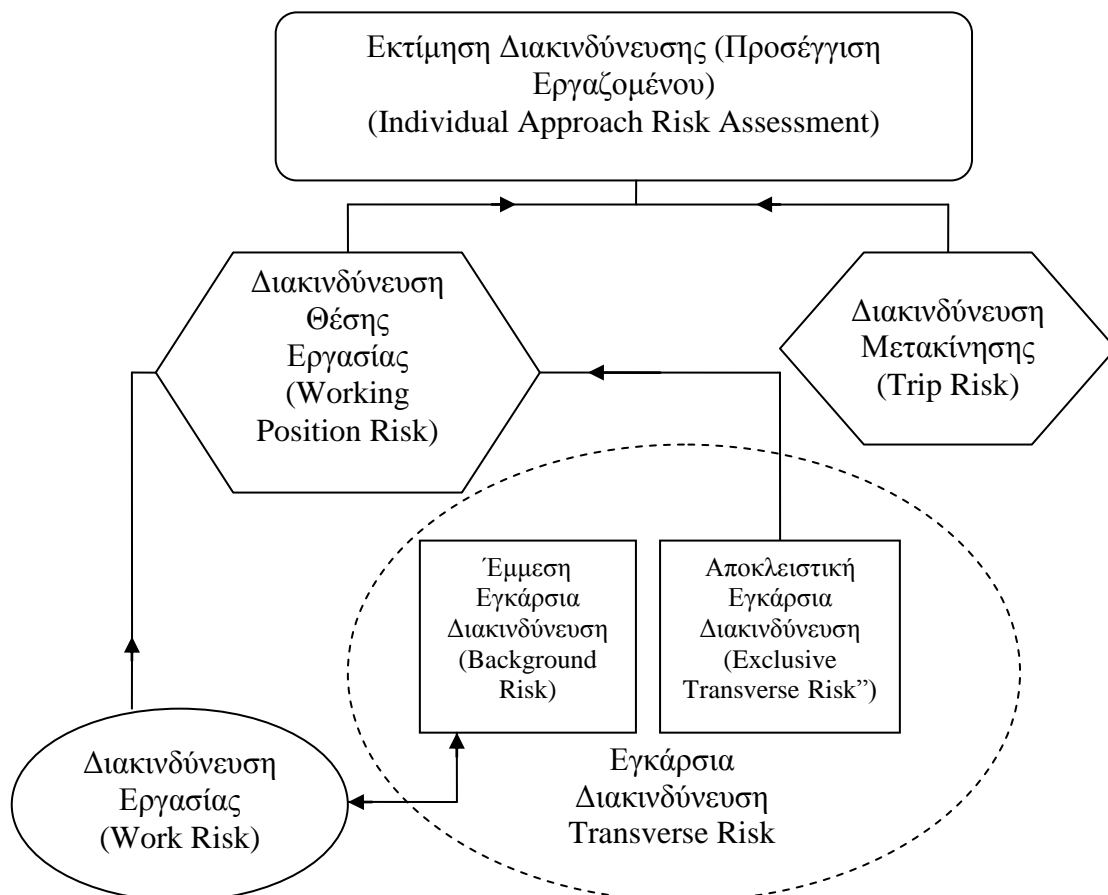 Εκτίμηση Διακινδύνευσης (Προσέγγιση
Εργαζομένου)
(Individual Approach Risk Assessment)
Διακινδύνευση
Θέσης
Εργασίας
(Working
Position Risk)
Διακινδύνευση
Μετακίνησης
(Trip Risk)
Έμμεση
Εγκάρσια
Διακινδύνευση
(Background
Risk)
Αποκλειστική
Εγκάρσια
Διακινδύνευση
(Exclusive
Transverse Risk”)
Εγκάρσια
Διακινδύνευση
Transverse Risk
Διακινδύνευση
Εργασίας
(Work Risk)